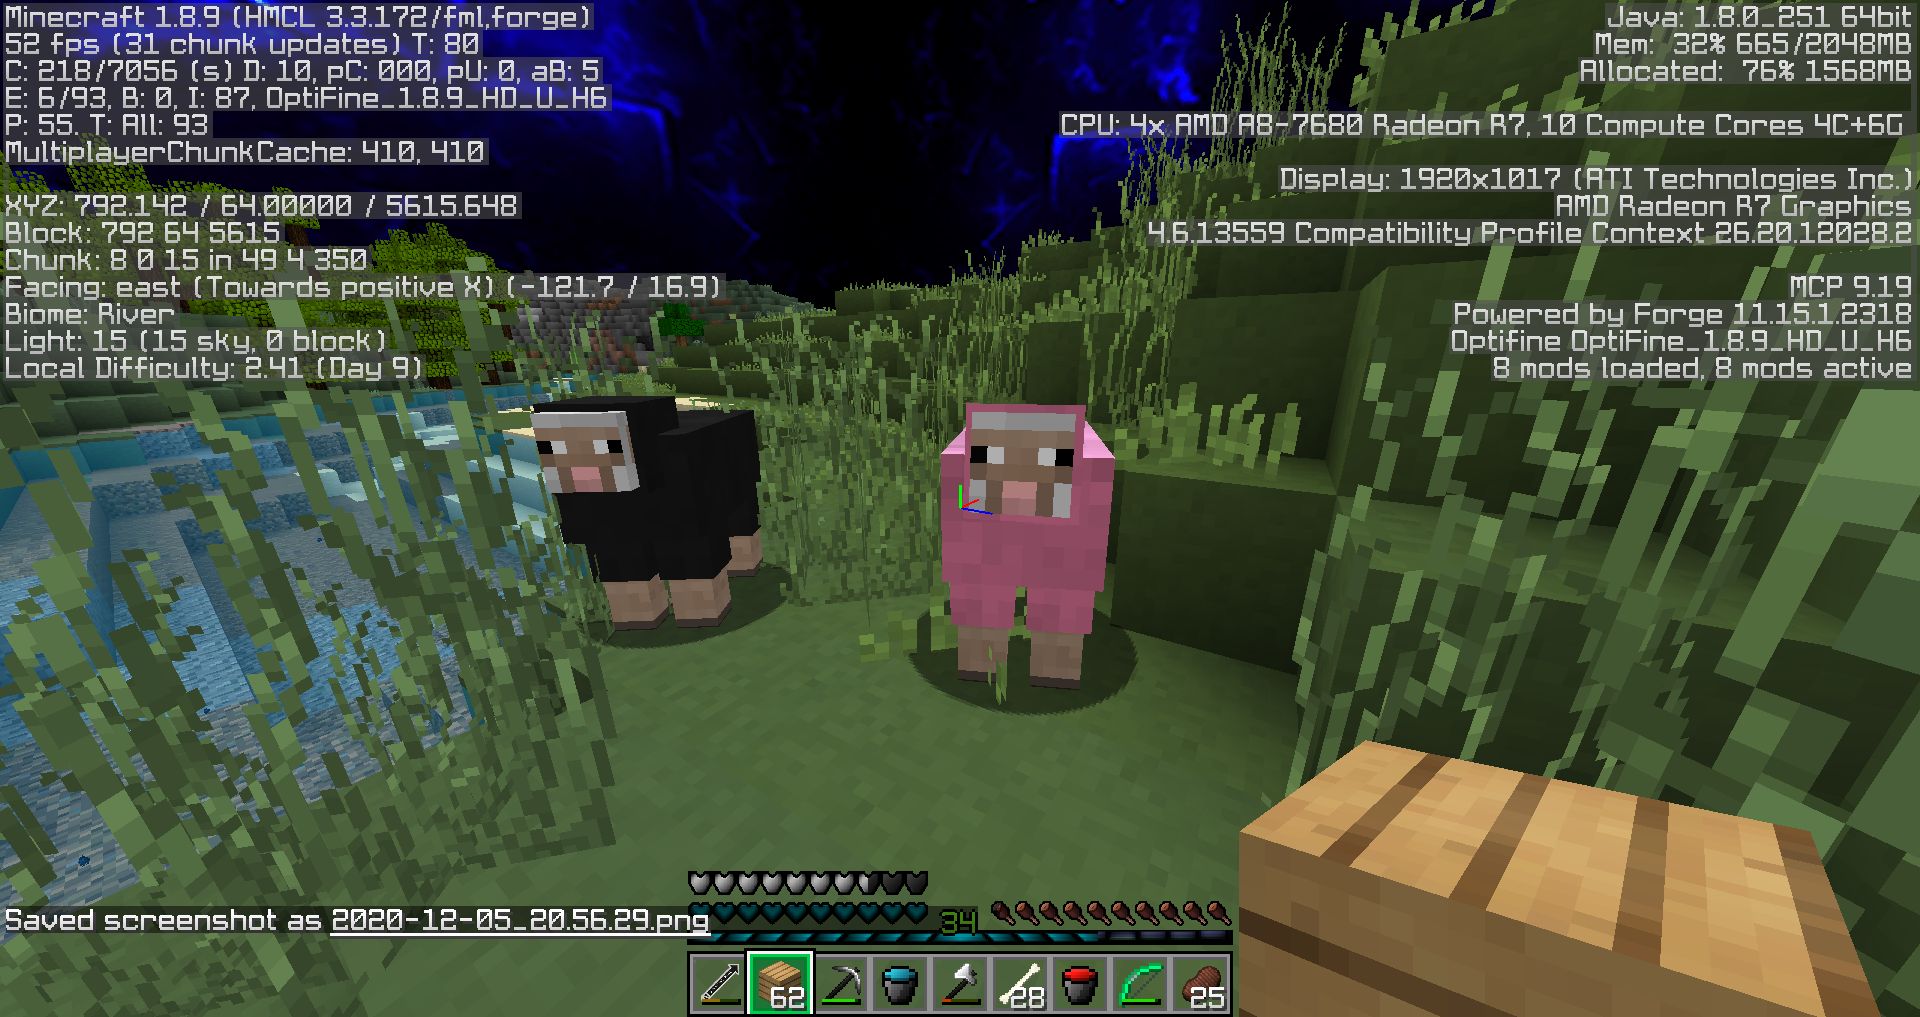 Minecraft 1.8.9 (HMCL 3.3.172/fml,forge)
52 fps (31 chunk updates) T: 80
C: 218/7056 (s) D: 10, pC: 000, pU: 0, aB: 5
E: 6/93, B: 0, I: 87, OptiFine_1.8.9_HD_U_H6
P: 55. T: All: 93
MultiplayerChunkCache: 410, 410
XYZ: 792.142 / 64.00000 / 5615.648
Block: 792 64 5615
Chunk: 8 0 15 in 49 4 350
Facing: east (Towards positive X) (-121.7 / 16.9)
Biome: River
Light: 15 (15 sky, 0 block)
Local Difficulty: 2.41 (Day 9)
Java: 1.8.0_251 64bit
Mem: 32% 665/2048MB
Allocated: 76% 1568MB
CPU: 4x AMD A8-7680 Radeon R7, 10 Compute Cores 4C+6G
Display: 1920x1017 (ATI Technologies Inc.)
AMD Radeon R7 Graphics
4.6.13559 Compatibility Profile Context 26.20.12028.2
MCP 9.19
Powered by Forge 11.15.1.2318
Optifine OptiFine_1.8.9_HD_U_H6
8 mods loaded, 8 mods active
Saved screenshot as 2020-12-05_20.56.29.png
34
62
28
25